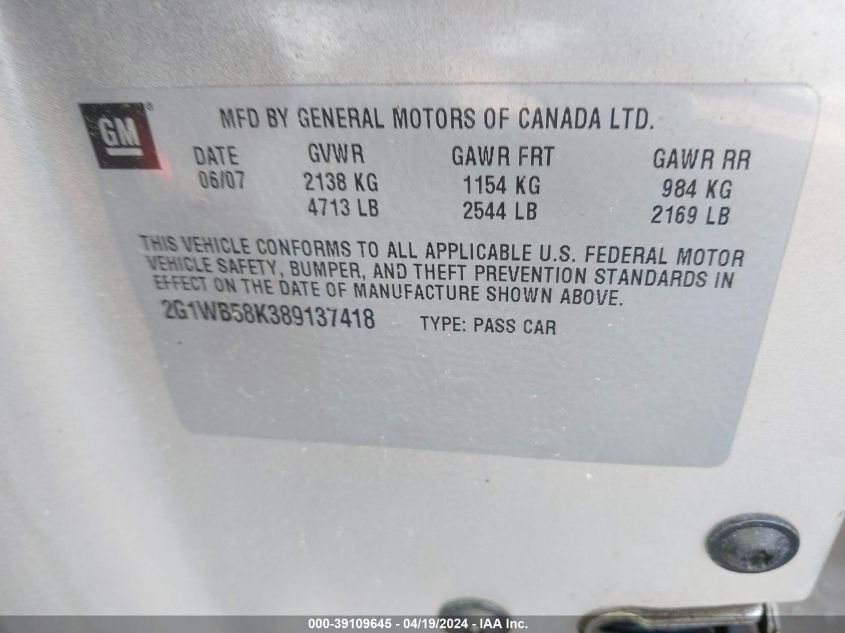 GM®
MFD BY GENERAL MOTORS OF CANADA LTD.
DATE GVWR GAWR FRT GAWR RR
06/07 2138 KG 1154 KG 984 KG
4713 LB 2544 LB 2169 LB
THIS VEHICLE CONFORMS TO ALL APPLICABLE U.S. FEDERAL MOTOR
VEHICLE SAFETY, BUMPER, AND THEFT PREVENTION STANDARDS IN
EFFECT ON THE DATE OF MANUFACTURE SHOWN ABOVE.
2G1WB58K389137418 TYPE: PASS CAR
000-39109645 - 04/19/2024 - IAA Inc.